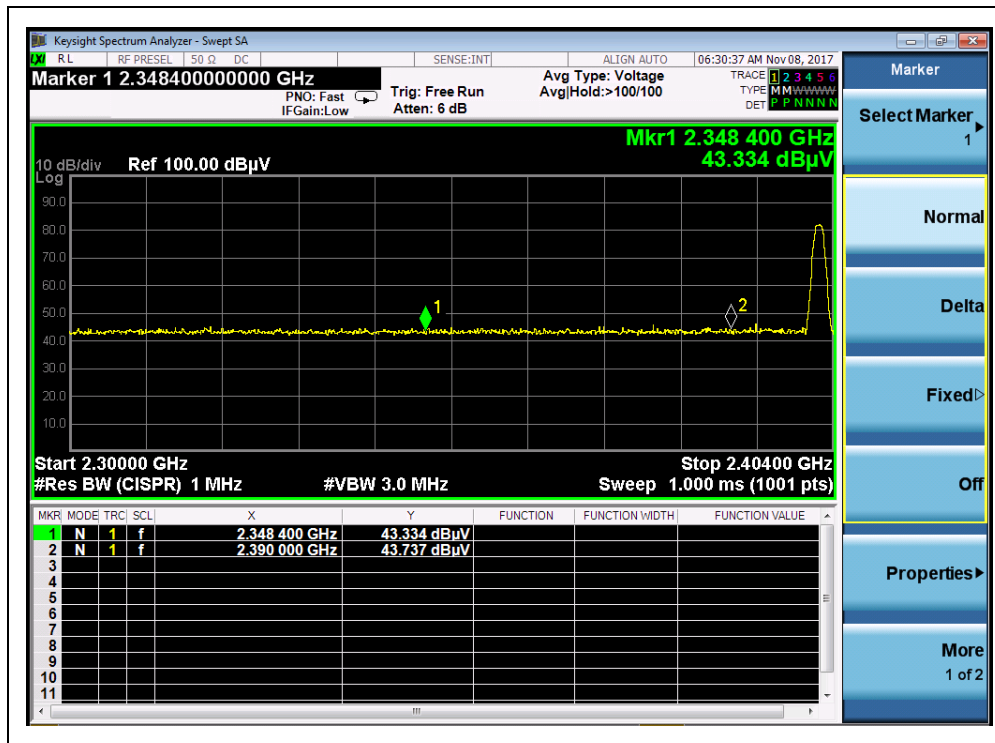 Keysight Spectrum Analyzer - Swept SA
LXI RL RF PRESEL 50 Ω DC SENSE:INT ALIGN AUTO 06:30:37 AM Nov 08, 2017
Marker 1 2.348400000000 GHz
PNO: Fast
IFGain:Low
Trig: Free Run
Atten: 6 dB
Avg Type: Voltage
Avg|Hold:>100/100
TRACE 1 2 3 4 5 6
TYPE M M W W W W
DET P P N N N N
Mkr1 2.348 400 GHz
43.334 dBµV
10 dB/div Ref 100.00 dBµV
Log
90.0
80.0
70.0
60.0
50.0
40.0
30.0
20.0
10.0
1
2
Start 2.30000 GHz Stop 2.40400 GHz
#Res BW (CISPR) 1 MHz #VBW 3.0 MHz Sweep 1.000 ms (1001 pts)
MKR MODE TRC SCL X Y FUNCTION FUNCTION WIDTH FUNCTION VALUE
1 N 1 f 2.348 400 GHz 43.334 dBµV
2 N 1 f 2.390 000 GHz 43.737 dBµV
3
4
5
6
7
8
9
10
11
Marker
Select Marker
1
Normal
Delta
Fixed
Off
Properties
More
1 of 2